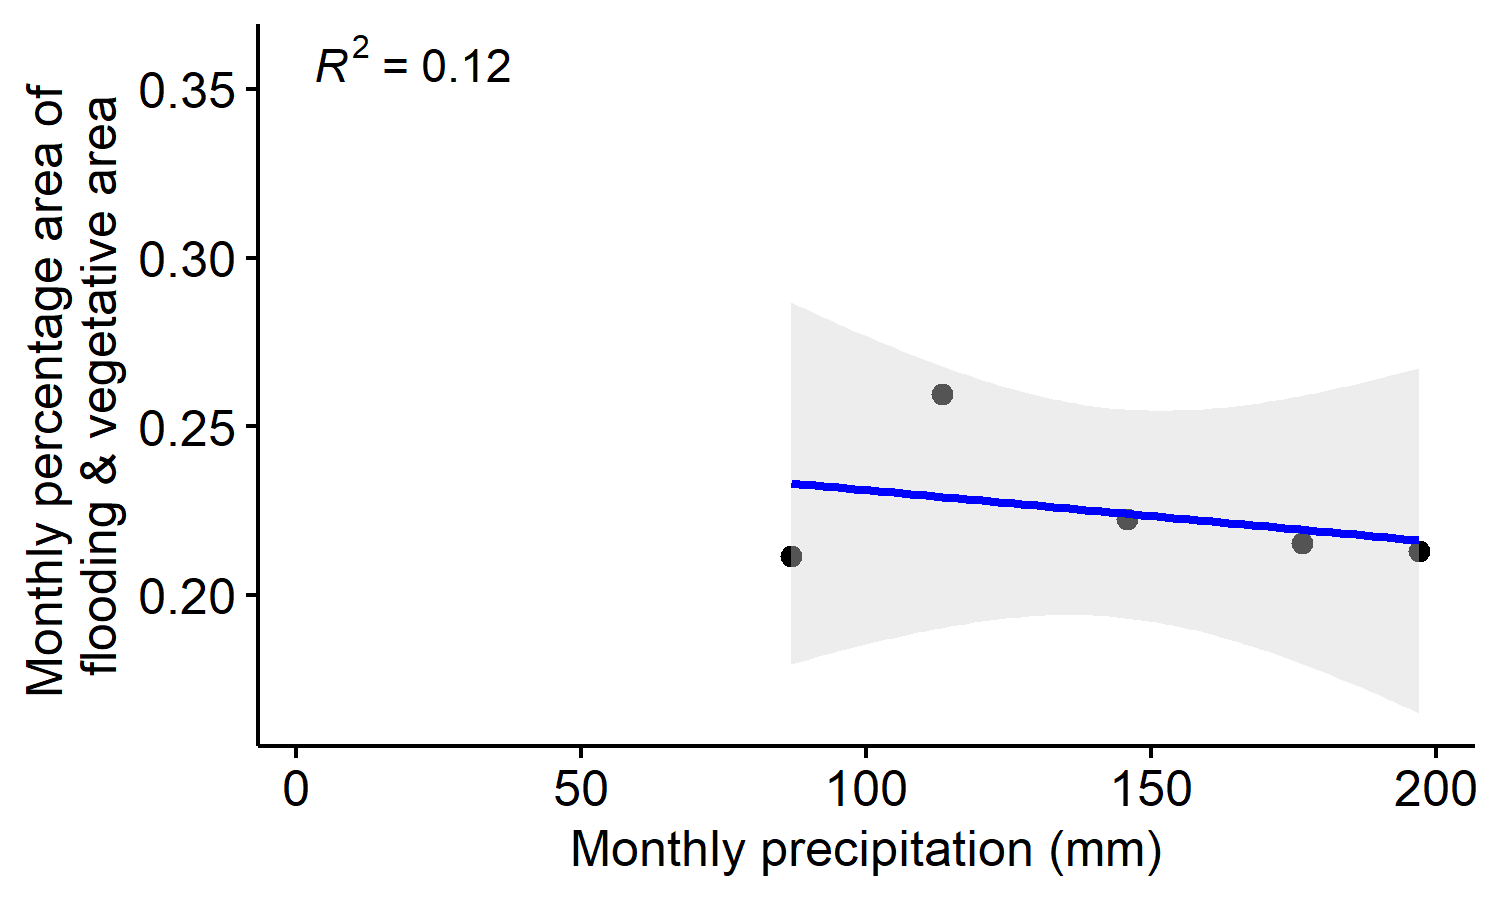 R² = 0.12
Monthly percentage area of
flooding & vegetative area
0.35
0.30
0.25
0.20
0 50 100 150 200
Monthly precipitation (mm)